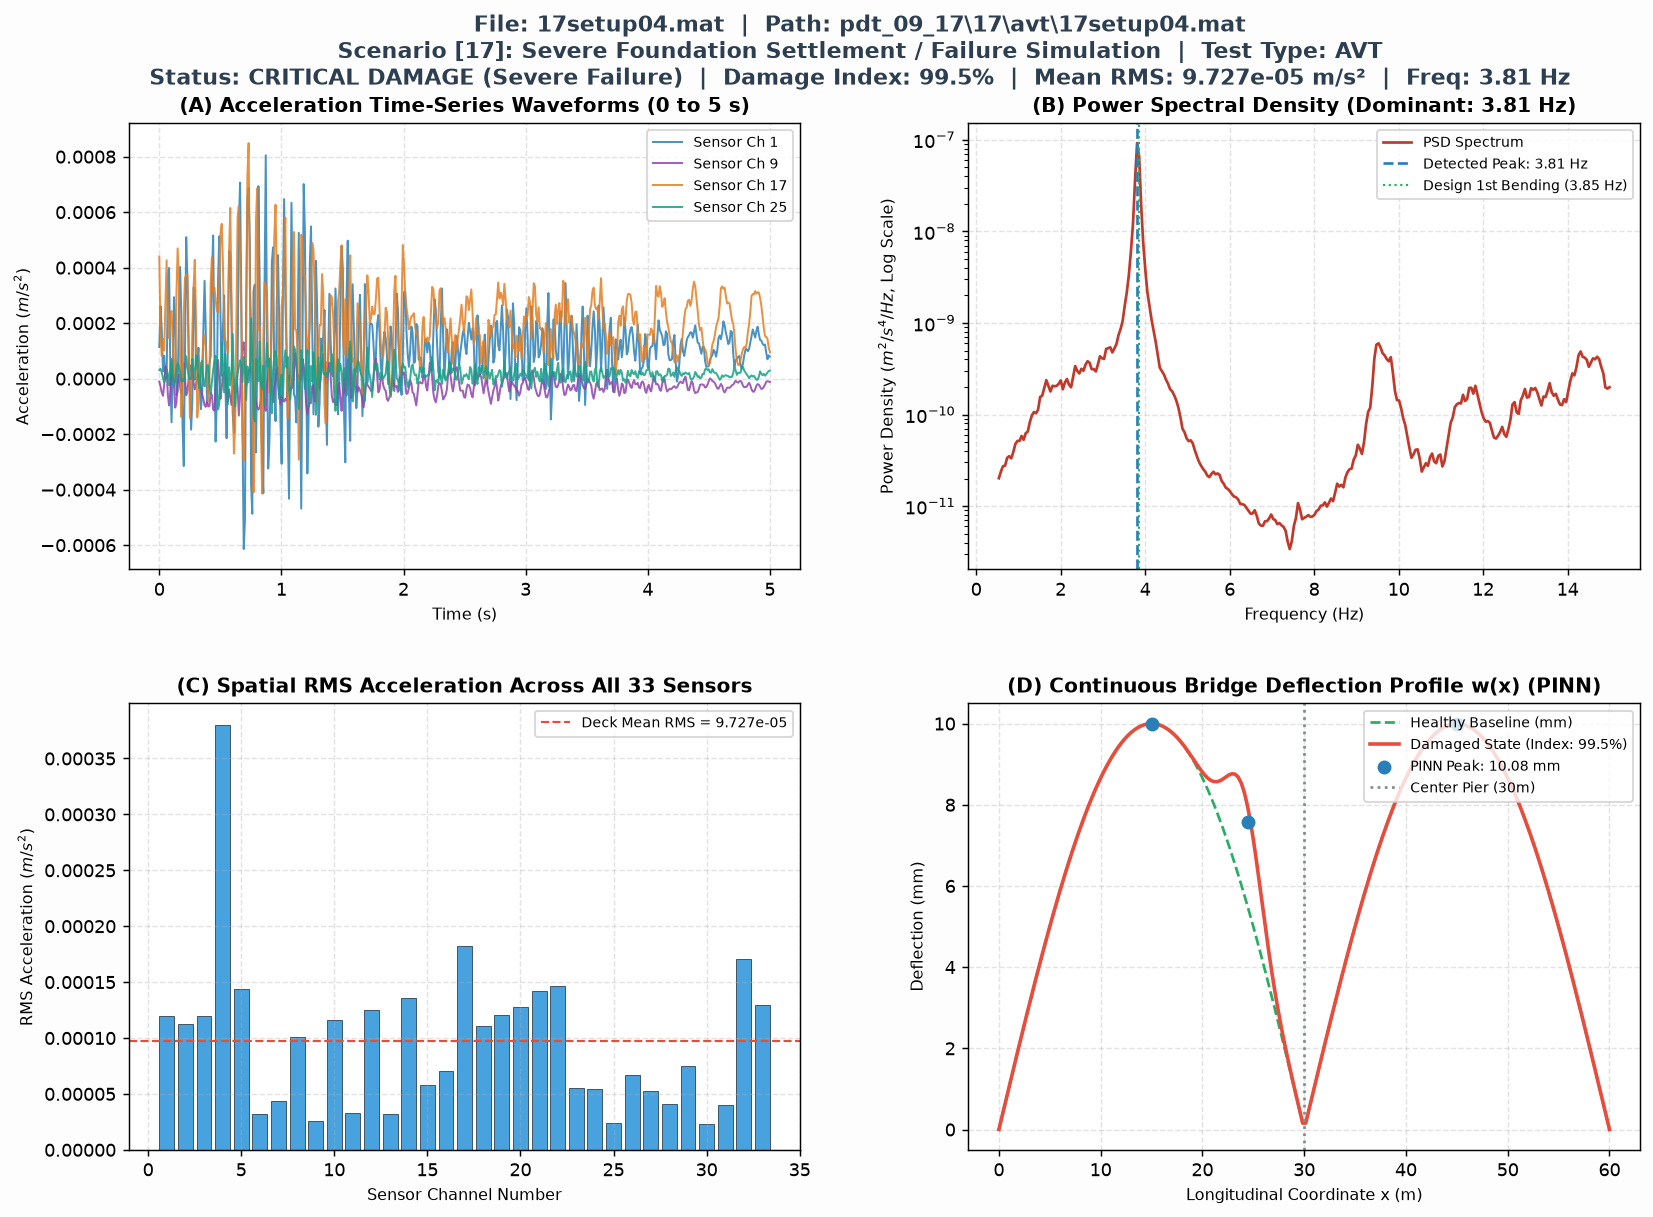 File: 17setup04.mat | Path: pdt_09_17\17\avt\17setup04.mat
Scenario [17]: Severe Foundation Settlement / Failure Simulation | Test Type: AVT
Status: CRITICAL DAMAGE (Severe Failure) | Damage Index: 99.5% | Mean RMS: 9.727e-05 m/s² | Freq: 3.81 Hz
(A) Acceleration Time-Series Waveforms (0 to 5 s)
Sensor Ch 1
Sensor Ch 9
Sensor Ch 17
Sensor Ch 25
Acceleration (m/s²)
0.0008
0.0006
0.0004
0.0002
0.0000
−0.0002
−0.0004
−0.0006
0 1 2 3 4 5
Time (s)
(B) Power Spectral Density (Dominant: 3.81 Hz)
PSD Spectrum
Detected Peak: 3.81 Hz
Design 1st Bending (3.85 Hz)
Power Density (m²/s⁴/Hz, Log Scale)
10⁻⁷
10⁻⁸
10⁻⁹
10⁻¹⁰
10⁻¹¹
0 2 4 6 8 10 12 14
Frequency (Hz)
(C) Spatial RMS Acceleration Across All 33 Sensors
Deck Mean RMS = 9.727e-05
RMS Acceleration (m/s²)
0.00035
0.00030
0.00025
0.00020
0.00015
0.00010
0.00005
0.00000
0 5 10 15 20 25 30 35
Sensor Channel Number
(D) Continuous Bridge Deflection Profile w(x) (PINN)
Healthy Baseline (mm)
Damaged State (Index: 99.5%)
PINN Peak: 10.08 mm
Center Pier (30m)
Deflection (mm)
10
8
6
4
2
0
0 10 20 30 40 50 60
Longitudinal Coordinate x (m)